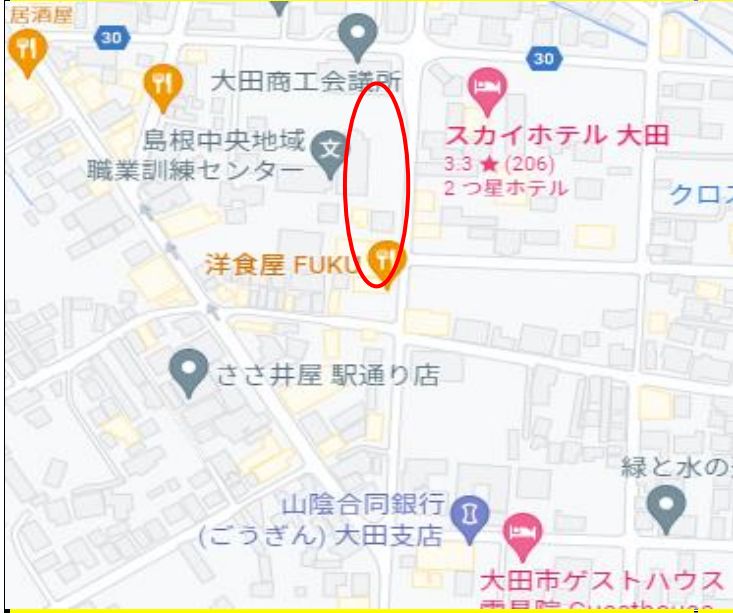 居酒屋
30
大田商工会議所
30
スカイホテル 大田
3.3 ★ (206)
2 つ星ホテル
島根中央地域
職業訓練センター
文
クロス
洋食屋 FUKU
ささ井屋 駅通り店
緑と水の
山陰合同銀行
(ごうぎん) 大田支店
大田市ゲストハウス